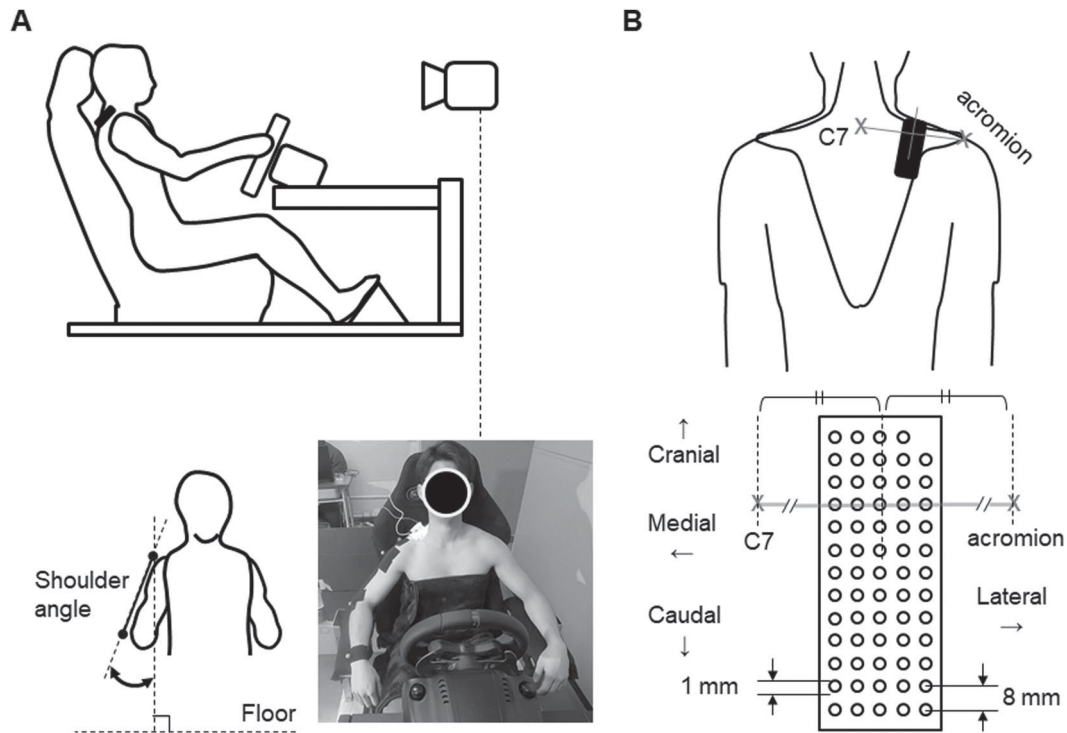 A
B
C7
acromion
Cranial
Medial
C7
acromion
Caudal
Lateral
1 mm
8 mm
Shoulder
angle
Floor